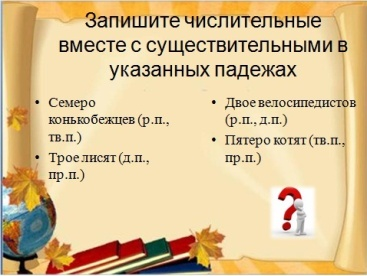 Запишите числительные
вместе с существительными в
указанных падежах
• Семеро
конькобежцев (р.п.,
тв.п.)
• Трое лисят (д.п.,
пр.п.)
• Двое велосипедистов
(р.п., д.п.)
• Пятеро котят (тв.п.,
пр.п.)